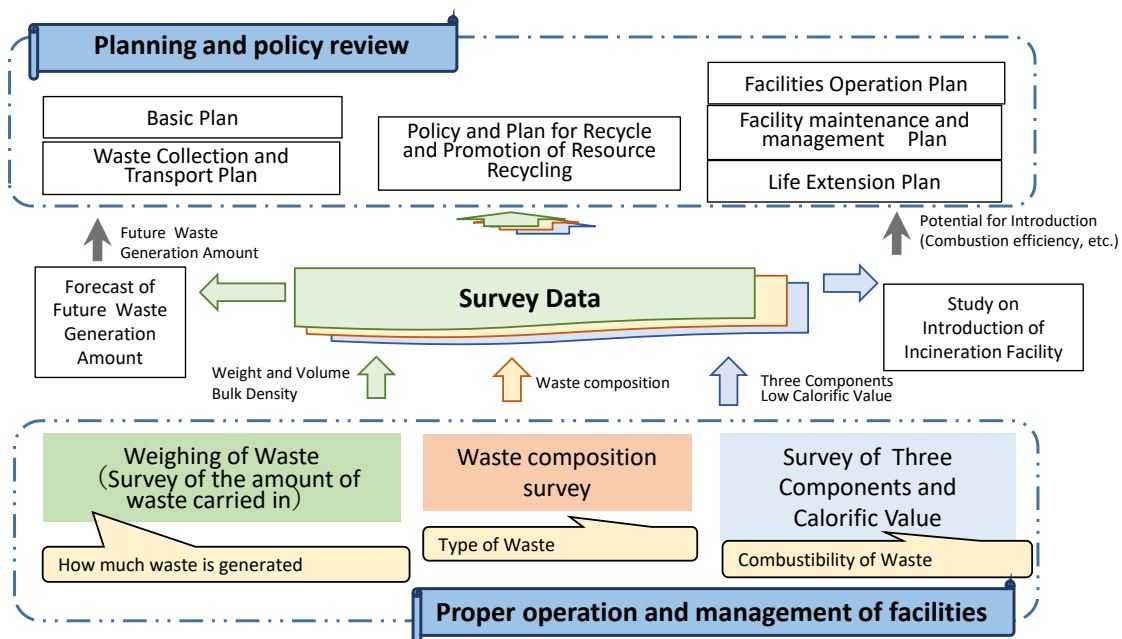 Planning and policy review
Basic Plan
Waste Collection and
Transport Plan
Policy and Plan for Recycle
and Promotion of Resource
Recycling
Facilities Operation Plan
Facility maintenance and
management Plan
Life Extension Plan
Future Waste
Generation Amount
Potential for Introduction
(Combustion efficiency, etc.)
Forecast of
Future Waste
Generation
Amount
Survey Data
Study on
Introduction of
Incineration Facility
Weight and Volume
Bulk Density
Waste composition
Three Components
Low Calorific Value
Weighing of Waste
（Survey of the amount of
waste carried in）
Waste composition
survey
Survey of Three
Components and
Calorific Value
How much waste is generated
Type of Waste
Combustibility of Waste
Proper operation and management of facilities